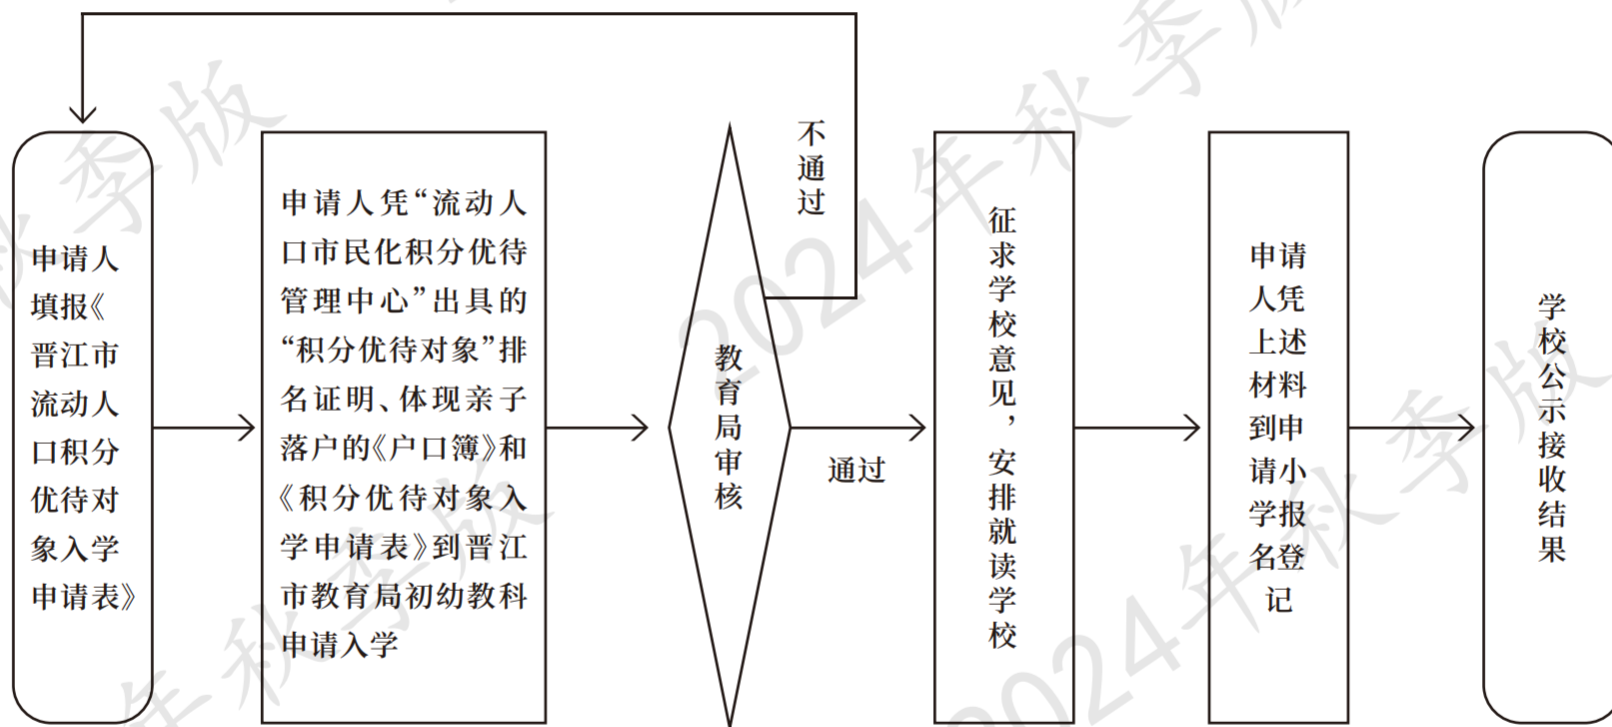 申请人
填报《
晋江市
流动人
口积分
优待对
象入学
申请表》
申请人凭“流动人
口市民化积分优待
管理中心”出具的
“积分优待对象”排
名证明、体现亲子
落户的《户口簿》和
《积分优待对象入
学申请表》到晋江
市教育局初幼教科
申请入学
教育局审核
不通过
通过
征求学校意见，安排就读学校
申请
人凭
上述
材料
到申
请小
学报
名登
记
学校公示接收结果
2024年秋季版
2024年秋季版
秋季版
年秋季版